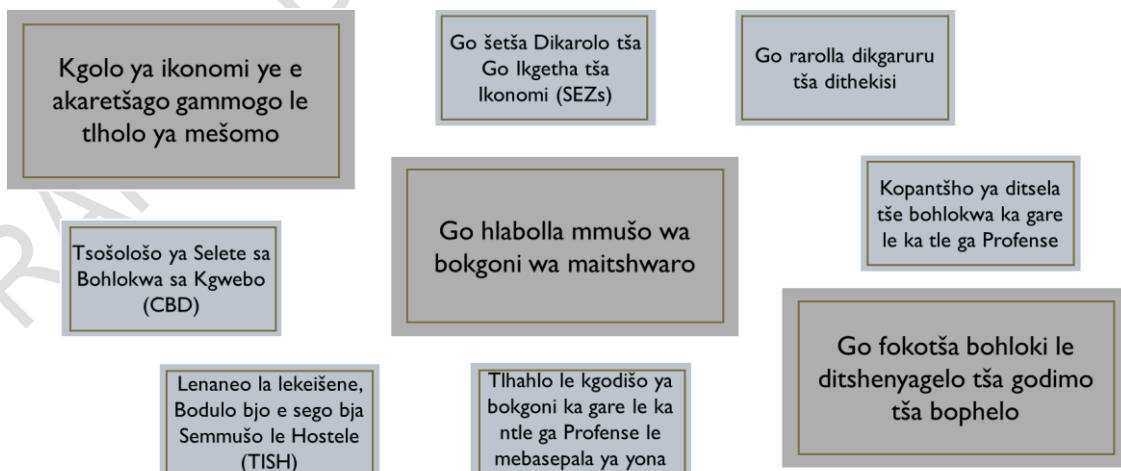 Kgolo ya ikonomi ye e
akaretšago gammogo le
tlholo ya mešomo
Go šetša Dikarolo tša
Go Ikgetha tša
Ikonomi (SEZs)
Go rarolla dikgaruru
tša dithekisi
Kopantšho ya ditsela
tše bohlokwa ka gare
le ka tle ga Profense
Tsošološo ya Selete sa
Bohlokwa sa Kgwebo
(CBD)
Go hlabolla mmušo wa
bokgoni wa maitshwaro
Go fokotša bohloki le
ditshenyagelo tša godimo
tša bophelo
Lenaneo la lekeišene,
Bodulo bjo e sego bja
Semmušo le Hostele
(TISH)
Tlhahlo le kgodišo ya
bokgoni ka gare le ka
ntle ga Profense le
mebasepala ya yona